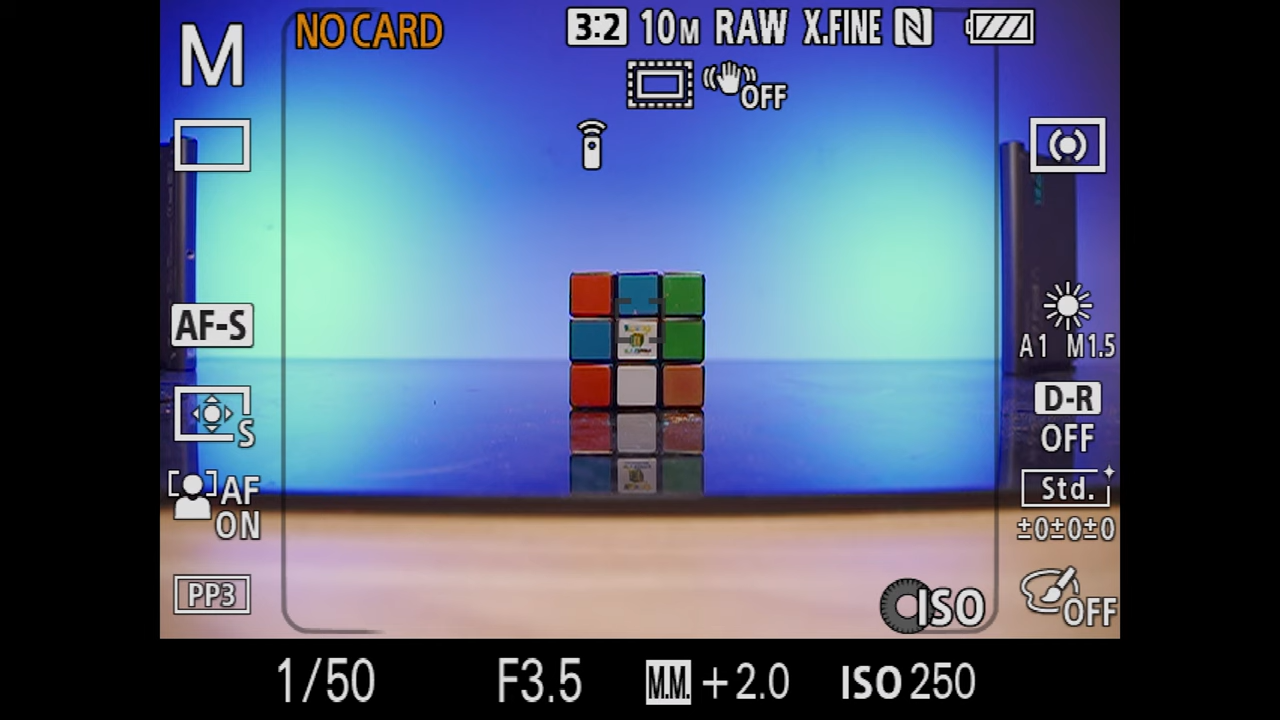 M
NO CARD
3:2 10M RAW X.FINE
OFF
AF-S
A1 M1.5
D-R
OFF
S
AF
ON
Std.
±0±0±0
PP3
ISO
OFF
1/50 F3.5 M.M. +2.0 ISO 250